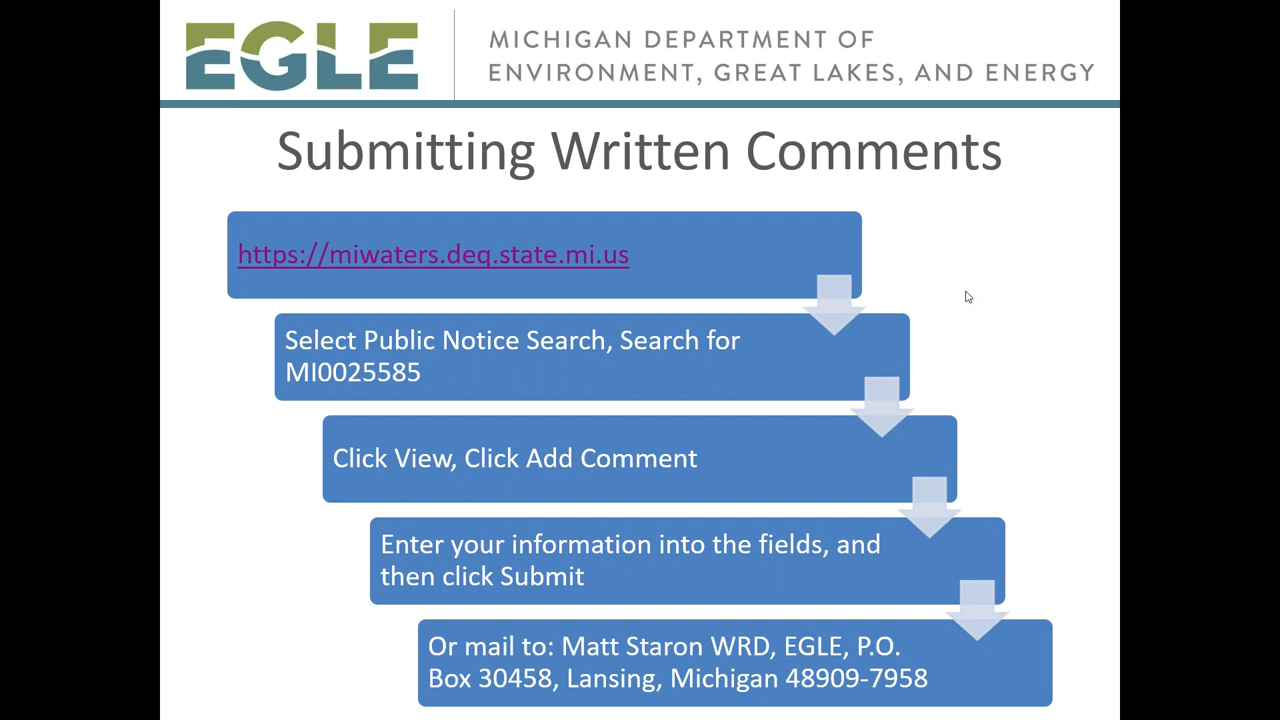 EGLE
MICHIGAN DEPARTMENT OF
ENVIRONMENT, GREAT LAKES, AND ENERGY
Submitting Written Comments
https://miwaters.deq.state.mi.us
Select Public Notice Search, Search for
MI0025585
Click View, Click Add Comment
Enter your information into the fields, and
then click Submit
Or mail to: Matt Staron WRD, EGLE, P.O.
Box 30458, Lansing, Michigan 48909-7958